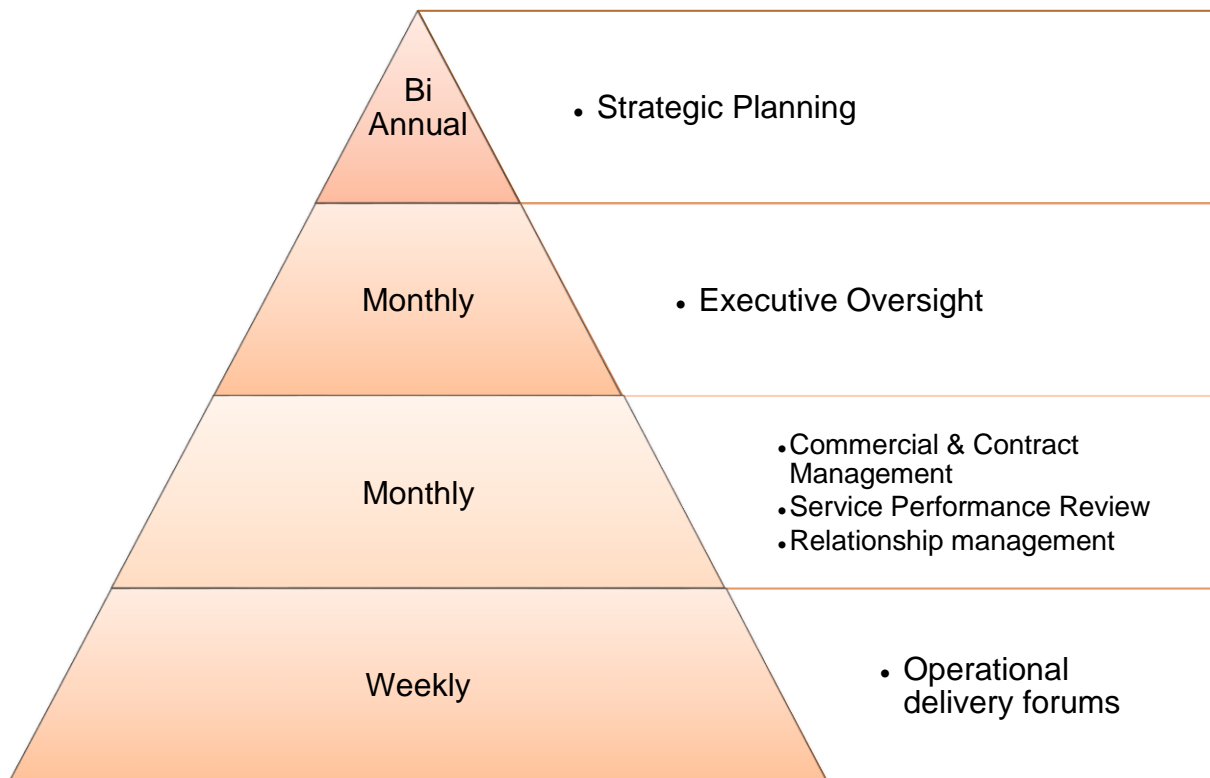 Bi
Annual
• Strategic Planning
Monthly
• Executive Oversight
Monthly
• Commercial & Contract
Management
• Service Performance Review
• Relationship management
Weekly
• Operational
delivery forums